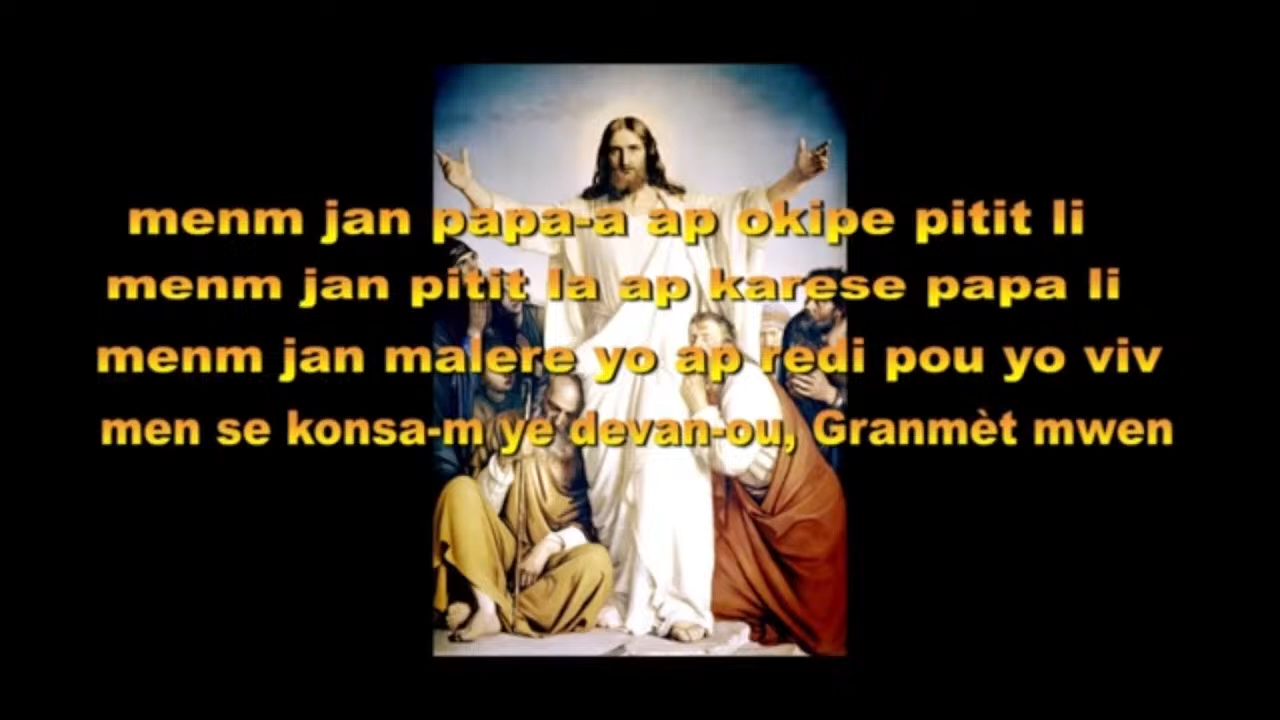 menm jan papa-a ap okipe pitit li
menm jan pitit la ap karese papa li
menm jan malere yo ap redi pou yo viv
men se konsa-m ye devan-ou, Granmèt mwen